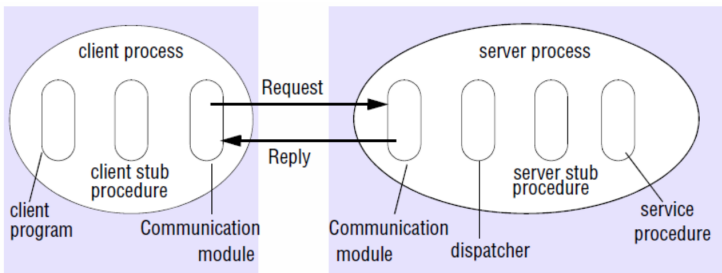 client process
server process
Request
Reply
client stub
procedure
server stub
procedure
client
program
Communication
module
Communication
module
dispatcher
service
procedure